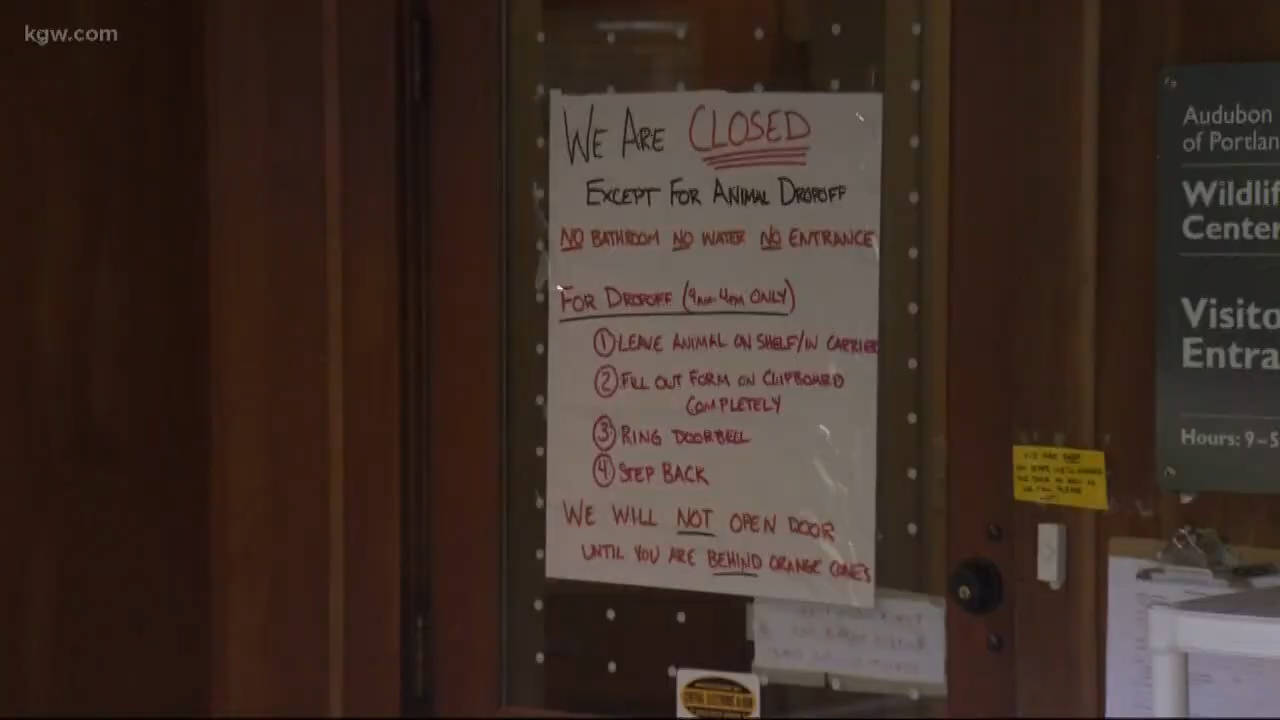 kgw.com
WE ARE CLOSED
EXCEPT FOR ANIMAL DROPOFF
NO BATHROOM NO WATER NO ENTRANCE
FOR DROPOFF (9AM-4PM ONLY)
1 LEAVE ANIMAL ON SHELF/IN CARRIER
2 FILL OUT FORM ON CLIPBOARD
COMPLETELY
3 RING DOORBELL
4 STEP BACK
WE WILL NOT OPEN DOOR
UNTIL YOU ARE BEHIND ORANGE CONES
Audubon
of Portlan
Wildlif
Center
Visito
Entra
Hours: 9-5